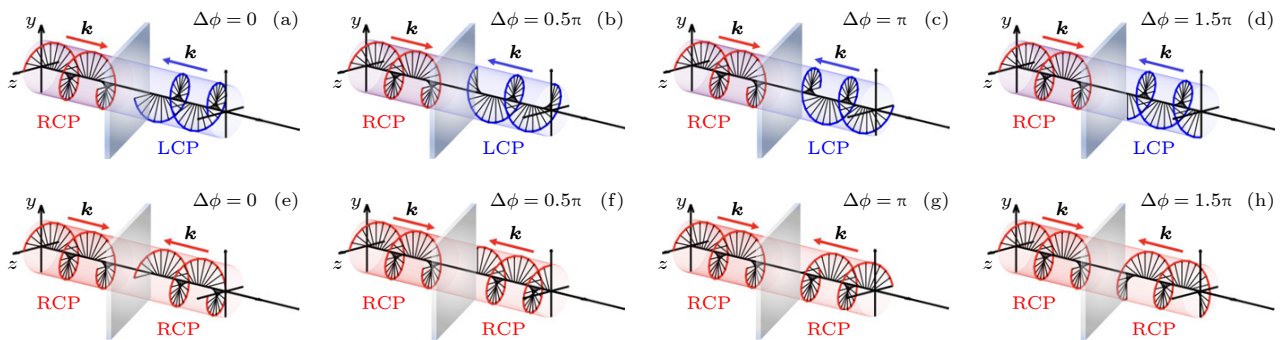 Δϕ = 0 (a)
y
k
k
z
RCP
LCP
Δϕ = 0.5π (b)
y
k
k
z
RCP
LCP
Δϕ = π (c)
y
k
k
z
RCP
LCP
Δϕ = 1.5π (d)
y
k
k
z
RCP
LCP
Δϕ = 0 (e)
y
k
k
z
RCP
RCP
Δϕ = 0.5π (f)
y
k
k
z
RCP
RCP
Δϕ = π (g)
y
k
k
z
RCP
RCP
Δϕ = 1.5π (h)
y
k
k
z
RCP
RCP